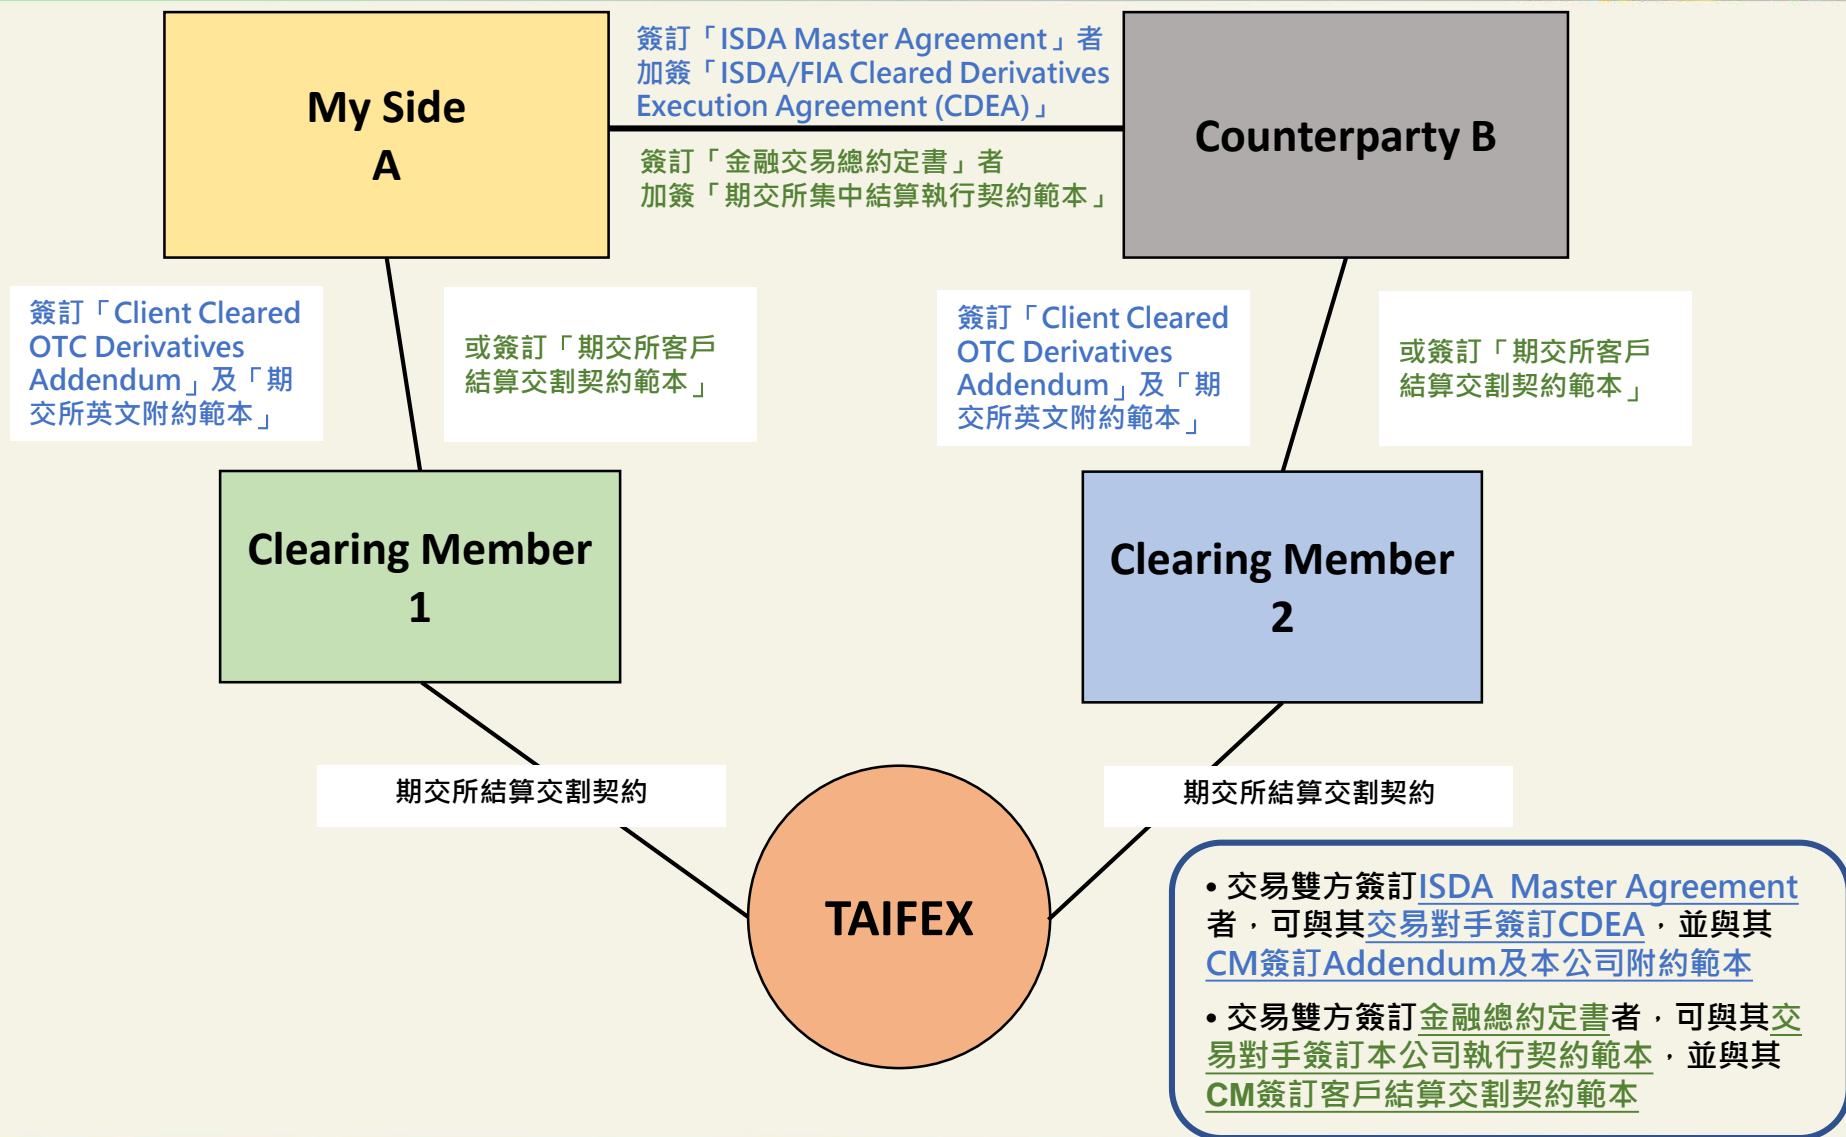 My Side
A
簽訂「ISDA Master Agreement」者
加簽「ISDA/FIA Cleared Derivatives
Execution Agreement (CDEA)」
簽訂「金融交易總約定書」者
加簽「期交所集中結算執行契約範本」
Counterparty B
簽訂「Client Cleared
OTC Derivatives
Addendum」及「期
交所英文附約範本」
或簽訂「期交所客戶
結算交割契約範本」
簽訂「Client Cleared
OTC Derivatives
Addendum」及「期
交所英文附約範本」
或簽訂「期交所客戶
結算交割契約範本」
Clearing Member
1
Clearing Member
2
期交所結算交割契約
期交所結算交割契約
TAIFEX
• 交易雙方簽訂ISDA Master Agreement
者，可與其交易對手簽訂CDEA，並與其
CM簽訂Addendum及本公司附約範本
• 交易雙方簽訂金融總約定書者，可與其交
易對手簽訂本公司執行契約範本，並與其
CM簽訂客戶結算交割契約範本